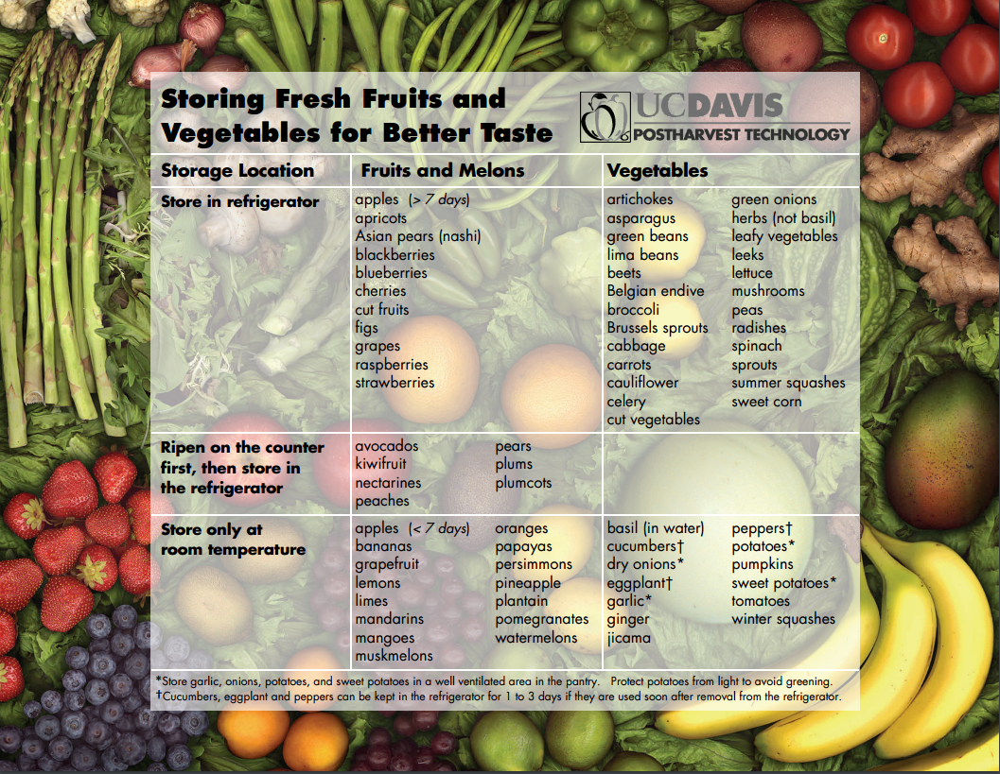 Storing Fresh Fruits and
Vegetables for Better Taste
UCDAVIS
POSTHARVEST TECHNOLOGY
Storage Location
Fruits and Melons
Vegetables
Store in refrigerator
apples (> 7 days)
apricots
Asian pears (nashi)
blackberries
blueberries
cherries
cut fruits
figs
grapes
raspberries
strawberries
artichokes
asparagus
green beans
lima beans
beets
Belgian endive
broccoli
Brussels sprouts
cabbage
carrots
cauliflower
celery
cut vegetables
green onions
herbs (not basil)
leafy vegetables
leeks
lettuce
mushrooms
peas
radishes
spinach
sprouts
summer squashes
sweet corn
Ripen on the counter
first, then store in
the refrigerator
avocados
kiwifruit
nectarines
peaches
pears
plums
plumcots
Store only at
room temperature
apples (< 7 days)
bananas
grapefruit
lemons
limes
mandarins
mangoes
muskmelons
oranges
papayas
persimmons
pineapple
plantain
pomegranates
watermelons
basil (in water)
cucumbers†
dry onions*
eggplant†
garlic*
ginger
jicama
peppers†
potatoes*
pumpkins
sweet potatoes*
tomatoes
winter squashes
*Store garlic, onions, potatoes, and sweet potatoes in a well ventilated area in the pantry. Protect potatoes from light to avoid greening.
†Cucumbers, eggplant and peppers can be kept in the refrigerator for 1 to 3 days if they are used soon after removal from the refrigerator.